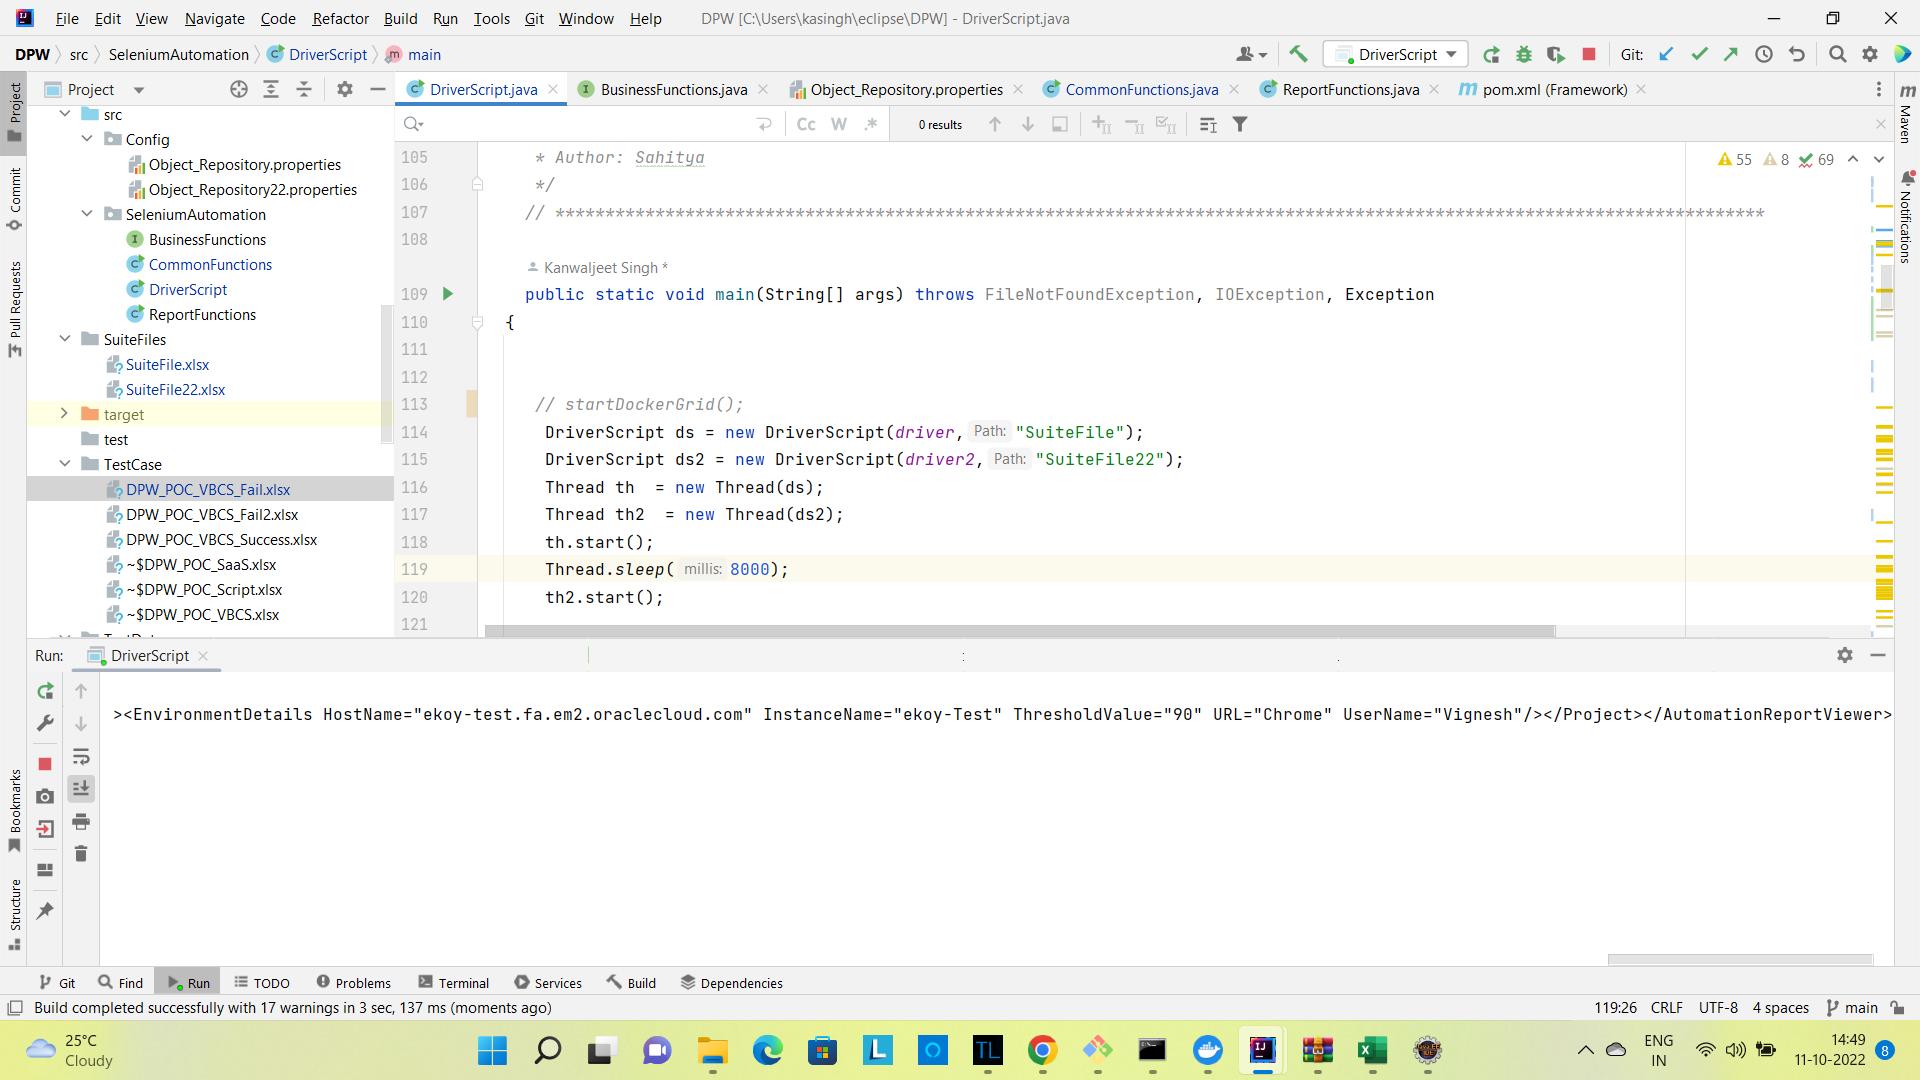 File Edit View Navigate Code Refactor Build Run Tools Git Window Help DPW [C:\Users\kasingh\eclipse\DPW] - DriverScript.java
DPW src SeleniumAutomation DriverScript main DriverScript Git:
Project
DriverScript.java BusinessFunctions.java Object_Repository.properties CommonFunctions.java ReportFunctions.java pom.xml (Framework)
Cc W .* 0 results
55 8 69
src
Config
Object_Repository.properties
Object_Repository22.properties
SeleniumAutomation
BusinessFunctions
CommonFunctions
DriverScript
ReportFunctions
SuiteFiles
SuiteFile.xlsx
SuiteFile22.xlsx
target
test
TestCase
DPW_POC_VBCS_Fail.xlsx
DPW_POC_VBCS_Fail2.xlsx
DPW_POC_VBCS_Success.xlsx
~$DPW_POC_SaaS.xlsx
~$DPW_POC_Script.xlsx
~$DPW_POC_VBCS.xlsx
105 * Author: Sahitya
106 */
107 // *************************************************************************************************************************
108
Kanwaljeet Singh *
109 public static void main(String[] args) throws FileNotFoundException, IOException, Exception
110 {
111
112
113 // startDockerGrid();
114 DriverScript ds = new DriverScript(driver, Path: "SuiteFile");
115 DriverScript ds2 = new DriverScript(driver2, Path: "SuiteFile22");
116 Thread th = new Thread(ds);
117 Thread th2 = new Thread(ds2);
118 th.start();
119 Thread.sleep( millis: 8000);
120 th2.start();
121
Project
Commit
Pull Requests
Bookmarks
Structure
Maven
Notifications
Run: DriverScript
><EnvironmentDetails HostName="ekoy-test.fa.em2.oraclecloud.com" InstanceName="ekoy-Test" ThresholdValue="90" URL="Chrome" UserName="Vignesh"/></Project></AutomationReportViewer>
Git Find Run TODO Problems Terminal Services Build Dependencies
Build completed successfully with 17 warnings in 3 sec, 137 ms (moments ago) 119:26 CRLF UTF-8 4 spaces main
25°C
Cloudy
L
TL
IJ
ENG
IN
14:49
11-10-2022
8